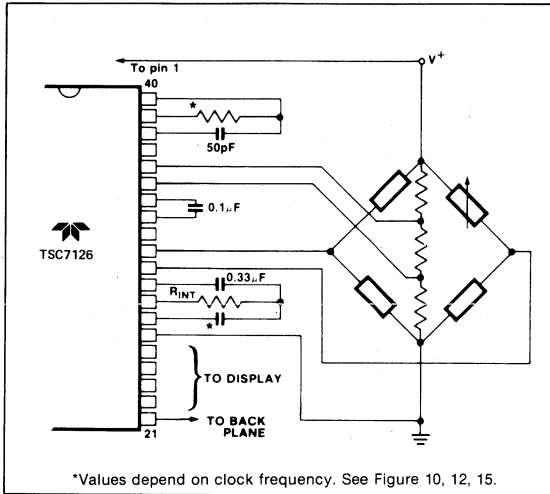 V+
To pin 1
40
*
50pF
0.1µF
TSC7126
0.33µF
RINT
*
TO DISPLAY
TO BACK
PLANE
21
*Values depend on clock frequency. See Figure 10, 12, 15.